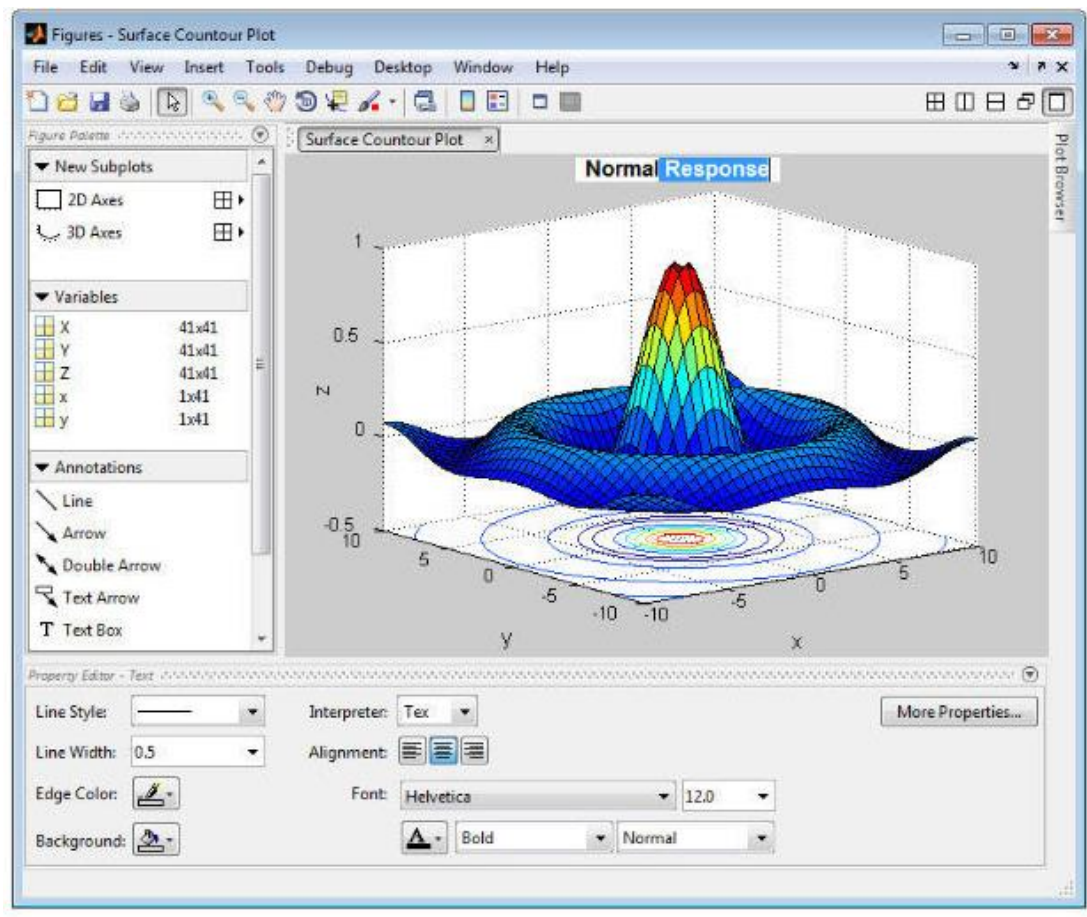 Figures - Surface Countour Plot
File Edit View Insert Tools Debug Desktop Window Help
Figure Palette
Surface Countour Plot
Plot Browser
New Subplots
2D Axes
3D Axes
Variables
X 41x41
Y 41x41
Z 41x41
x 1x41
y 1x41
Annotations
Line
Arrow
Double Arrow
Text Arrow
T Text Box
Normal Response
1
0.5
0
-0.5
z
10
5
0
-5
-10
y
-10
-5
0
5
10
x
Property Editor - Text
Line Style:
Interpreter: Tex
More Properties...
Line Width: 0.5
Alignment:
Edge Color:
Font: Helvetica 12.0
Background:
A Bold Normal